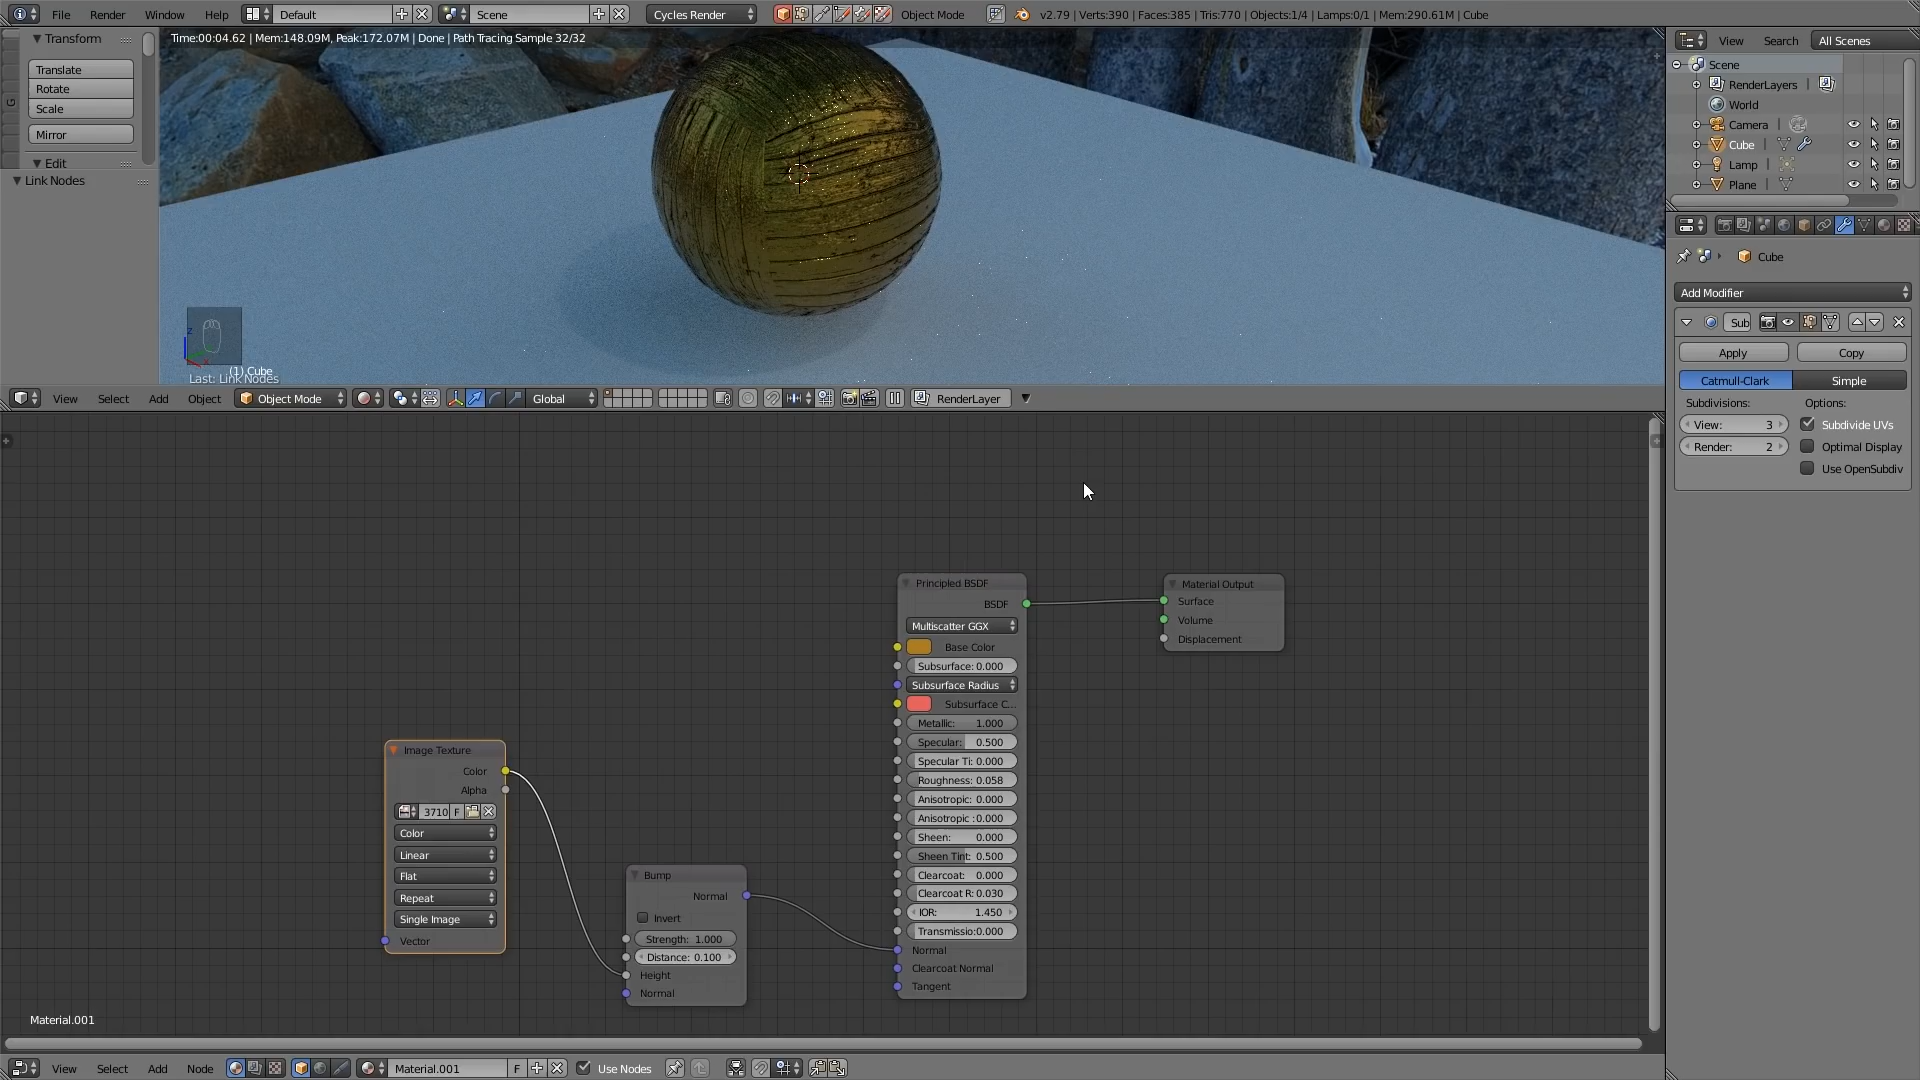 File Render Window Help Default Scene Cycles Render Object Mode v2.79 | Verts:390 | Faces:385 | Tris:770 | Objects:1/4 | Lamps:0/1 | Mem:290.61M | Cube
Time:00:04.62 | Mem:148.09M, Peak:172.07M | Done | Path Tracing Sample 32/32
Transform
Translate
Rotate
Scale
Mirror
Edit
Link Nodes
G
z
(1) Cube
Last: Link Nodes
View Select Add Object Object Mode Global RenderLayer
View Search All Scenes
Scene
RenderLayers
World
Camera
Cube
Lamp
Plane
Cube
Add Modifier
Sub
Apply Copy
Catmull-Clark Simple
Subdivisions: Options:
View: 3 Subdivide UVs
Render: 2 Optimal Display
Use OpenSubdiv
Image Texture
Color
Alpha
3710 F
Color
Linear
Flat
Repeat
Single Image
Vector
Bump
Normal
Invert
Strength: 1.000
Distance: 0.100
Height
Normal
Principled BSDF
BSDF
Multiscatter GGX
Base Color
Subsurface: 0.000
Subsurface Radius
Subsurface C...
Metallic: 1.000
Specular: 0.500
Specular Ti: 0.000
Roughness: 0.058
Anisotropic: 0.000
Anisotropic :0.000
Sheen: 0.000
Sheen Tint: 0.500
Clearcoat: 0.000
Clearcoat R: 0.030
IOR: 1.450
Transmissio:0.000
Normal
Clearcoat Normal
Tangent
Material Output
Surface
Volume
Displacement
Material.001
View Select Add Node Material.001 F Use Nodes